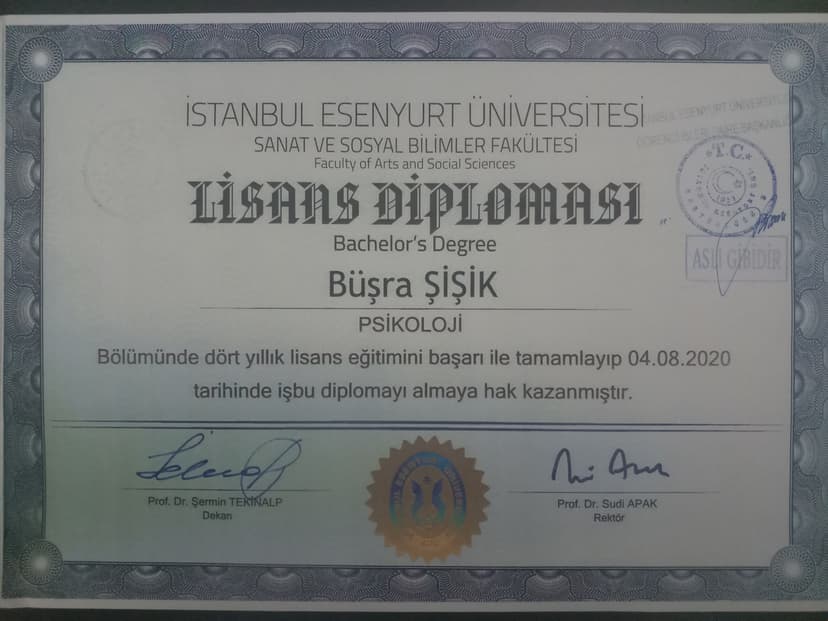 İSTANBUL ESENYURT ÜNİVERSİTESİ
SANAT VE SOSYAL BİLİMLER FAKÜLTESİ
Faculty of Arts and Social Sciences
LİSANS DİPLOMASI
Bachelor's Degree
Büşra ŞİŞİK
PSİKOLOJİ
Bölümünde dört yıllık lisans eğitimini başarı ile tamamlayıp 04.08.2020
tarihinde işbu diplomayı almaya hak kazanmıştır.
T.C.
ASLI GİBİDİR
Prof. Dr. Şermin TEKİNALP
Dekan
Prof. Dr. Sudi APAK
Rektör